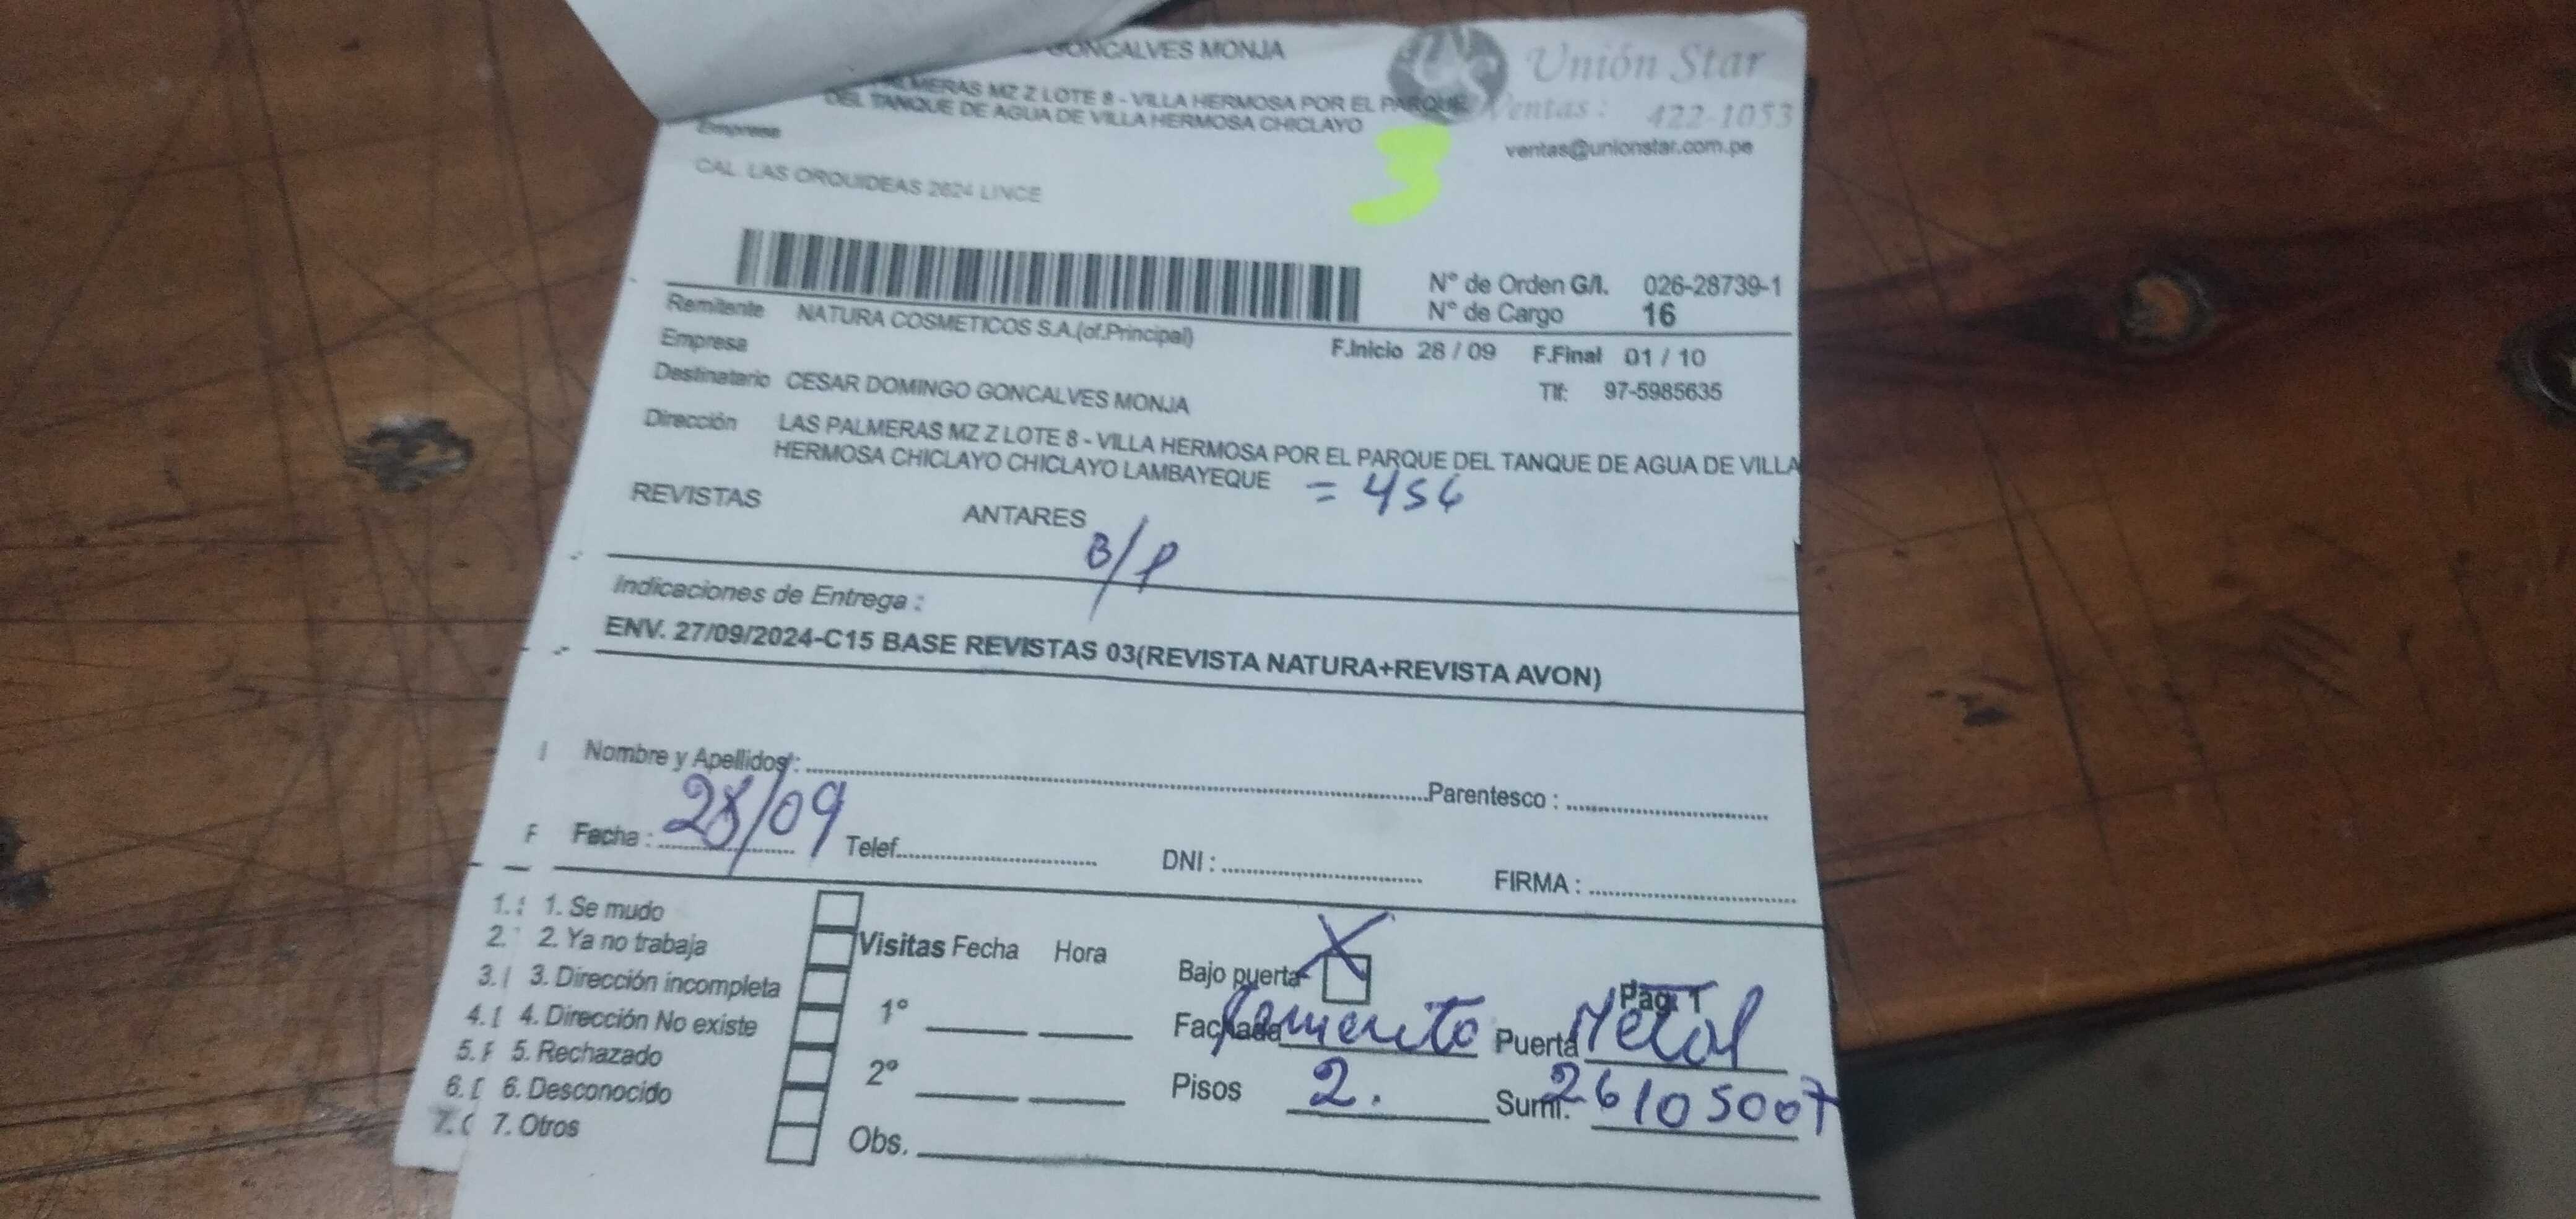 GONCALVES MONJA
Unión Star
PALMERAS MZ Z LOTE 8 - VILLA HERMOSA POR EL PARQUE
DEL TANQUE DE AGUA DE VILLA HERMOSA CHICLAYO
Ventas : 422-1053
Empresa
ventas@unionstar.com.pe
3
CAL. LAS ORQUIDEAS 2624 LINCE
N° de Orden G/I. 026-28739-1
N° de Cargo 16
Remitente NATURA COSMETICOS S.A.(of.Principal)
Empresa
F.Inicio 28 / 09 F.Final 01 / 10
Destinatario CESAR DOMINGO GONCALVES MONJA
Tlf: 97-5985635
Dirección LAS PALMERAS MZ Z LOTE 8 - VILLA HERMOSA POR EL PARQUE DEL TANQUE DE AGUA DE VILLA
HERMOSA CHICLAYO CHICLAYO LAMBAYEQUE = 456
REVISTAS ANTARES
B/P
Indicaciones de Entrega :
ENV. 27/09/2024-C15 BASE REVISTAS 03(REVISTA NATURA+REVISTA AVON)
Nombre y Apellidos : Parentesco :
Fecha : 28/09 Telef. DNI : FIRMA :
1. Se mudo
2. Ya no trabaja
3. Dirección incompleta
4. Dirección No existe
5. Rechazado
6. Desconocido
7. Otros
Visitas Fecha Hora
1°
2°
Obs.
Bajo puerta X
Pag. 1
Fachada Cemento Puerta Metal
Pisos 2. Sumi. 26105007